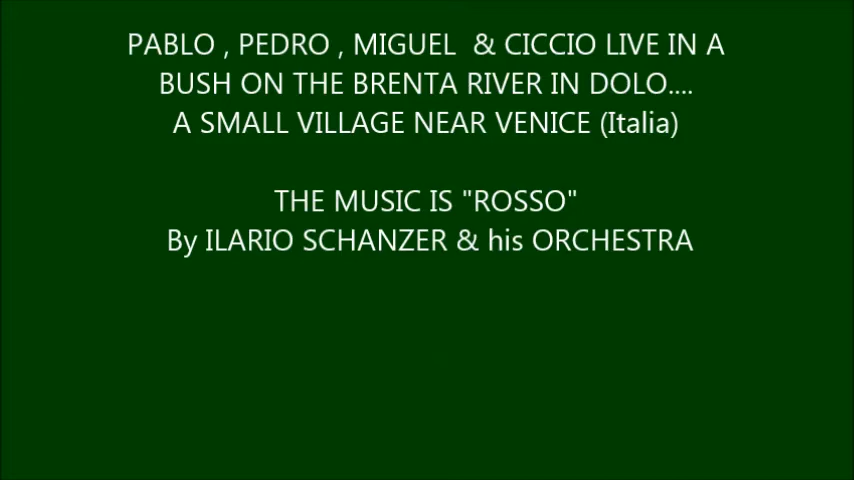 PABLO , PEDRO , MIGUEL  & CICCIO LIVE IN A
BUSH ON THE BRENTA RIVER IN DOLO....
A SMALL VILLAGE NEAR VENICE (Italia)
THE MUSIC IS "ROSSO"
By ILARIO SCHANZER & his ORCHESTRA